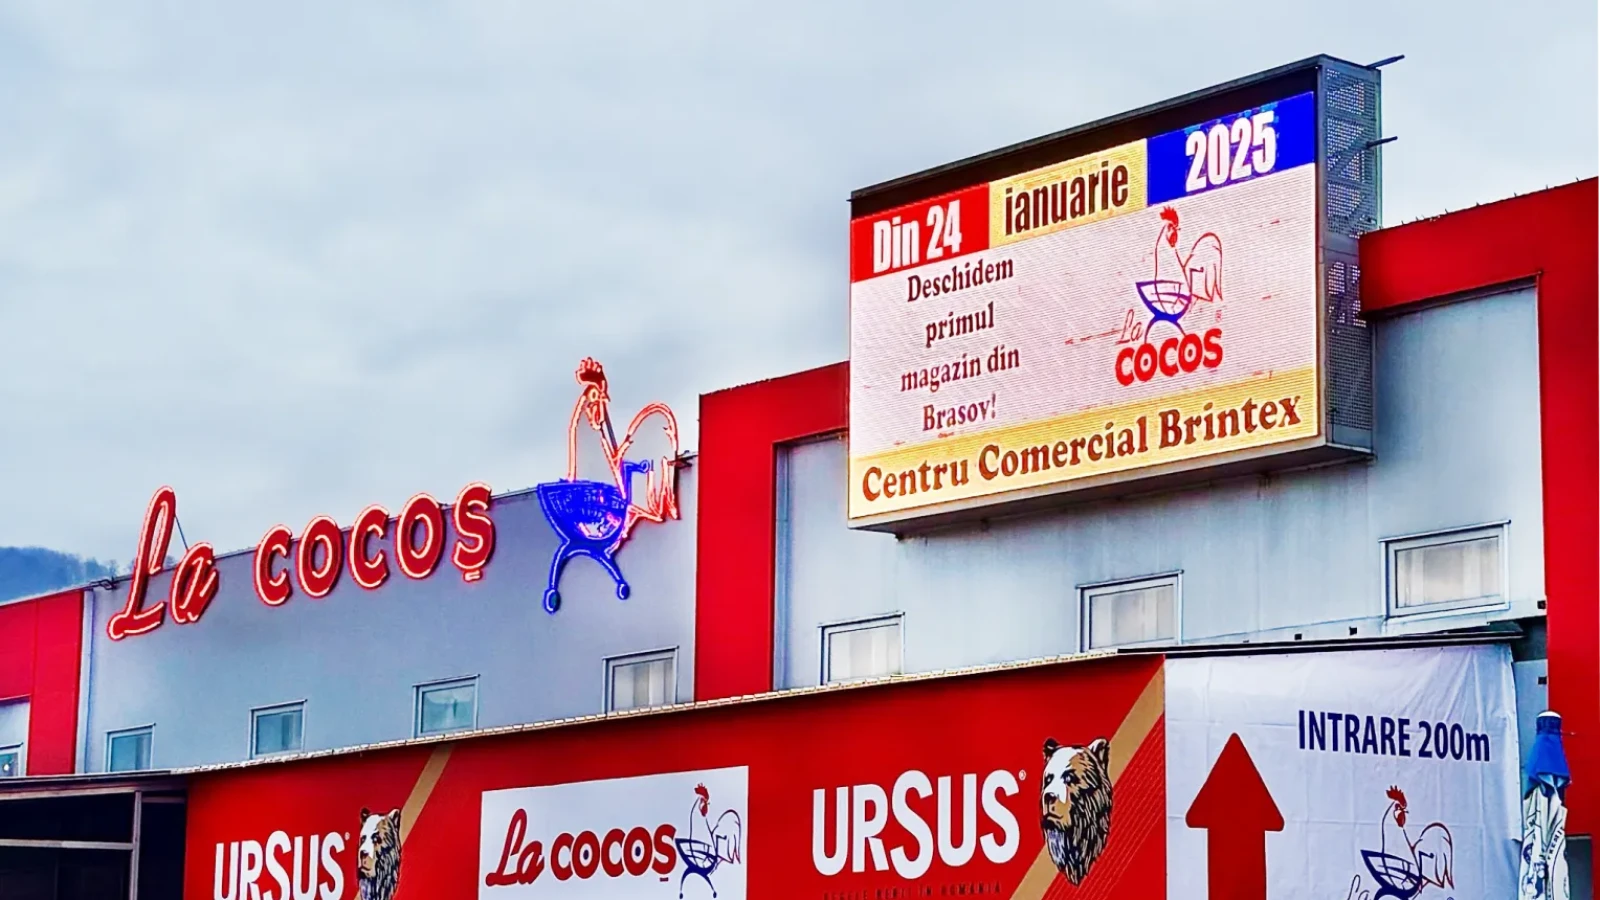 Din 24 ianuarie 2025
Deschidem
primul
magazin din
Brasov!
La
COCOS
®
Centru Comercial Brintex
La cocoș
INTRARE 200m
URSUS®
La cocoș
URSUS®
La